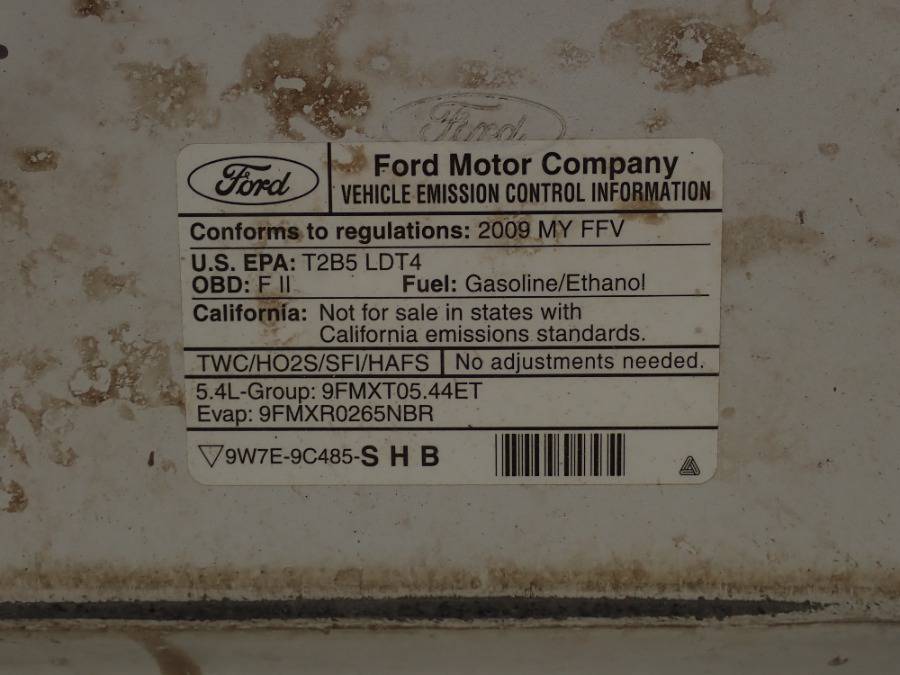 Ford
Ford
Ford Motor Company
VEHICLE EMISSION CONTROL INFORMATION
Conforms to regulations: 2009 MY FFV
U.S. EPA: T2B5 LDT4
OBD: F II Fuel: Gasoline/Ethanol
California: Not for sale in states with
California emissions standards.
TWC/HO2S/SFI/HAFS No adjustments needed.
5.4L-Group: 9FMXT05.44ET
Evap: 9FMXR0265NBR
9W7E-9C485-S H B